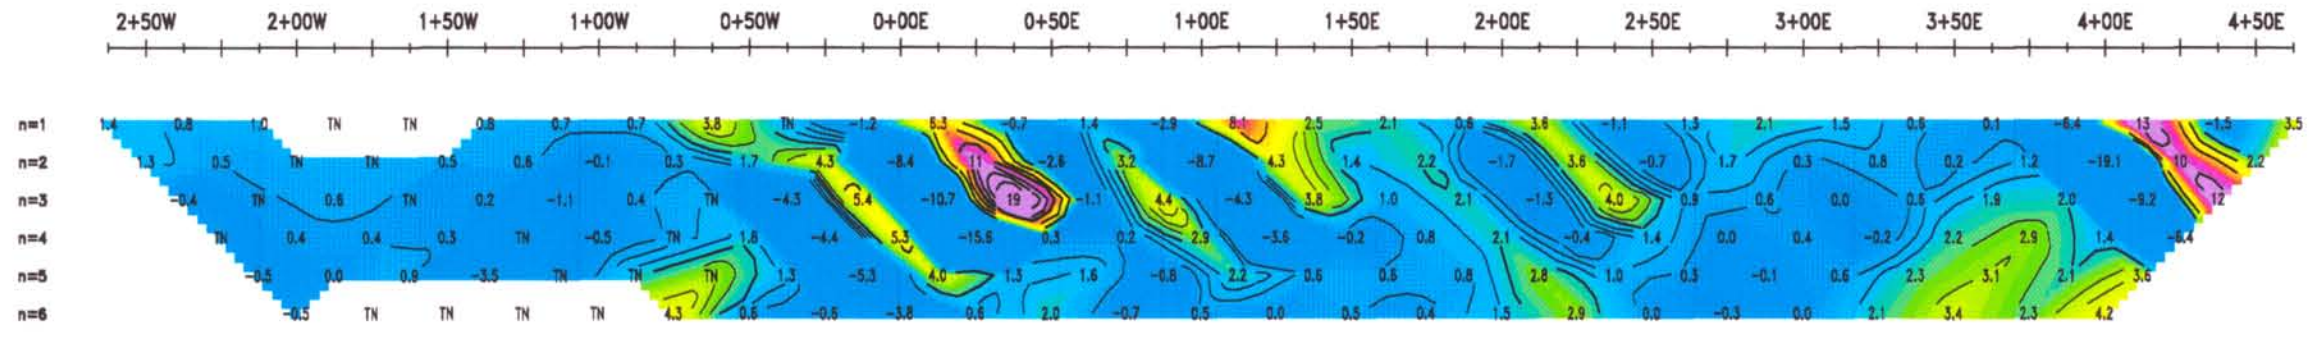 2+50W 2+00W 1+50W 1+00W 0+50W 0+00E 0+50E 1+00E 1+50E 2+00E 2+50E 3+00E 3+50E 4+00E 4+50E
n=1 1.4 0.8 1.0 TN TN 0.8 0.7 0.7 3.8 TN -1.2 6.3 -0.7 1.4 -2.9 8.1 2.5 2.1 0.6 3.6 -1.1 1.3 2.1 1.5 0.6 0.1 -6.4 13 -1.5 3.5
n=2 1.3 0.5 TN TN 0.5 0.6 -0.1 0.3 1.7 4.3 -8.4 11 -2.6 3.2 -8.7 4.3 1.4 2.2 -1.7 3.6 -0.7 1.7 0.3 0.8 0.2 1.2 -19.1 10 2.2
n=3 -0.4 TN 0.6 TN 0.2 -1.1 0.4 TN -4.3 5.4 -10.7 19 -1.1 4.4 -4.3 3.8 1.0 2.1 -1.3 4.0 0.9 0.6 0.0 0.6 1.9 2.0 -9.2 12
n=4 TN 0.4 0.4 0.3 TN -0.5 TN 1.8 -4.4 5.3 -15.6 0.3 0.2 2.9 -3.6 -0.2 0.8 2.1 -0.4 1.4 0.0 0.4 -0.2 2.2 2.9 1.4 -6.4
n=5 -0.5 0.0 0.9 -3.5 TN TN TN 1.3 -5.3 4.0 1.3 1.6 -0.8 2.2 0.6 0.6 0.8 2.8 1.0 0.3 -0.1 0.6 2.3 3.1 2.1 3.6
n=6 -0.5 TN TN TN TN 4.3 0.6 -0.6 -3.8 0.6 2.0 -0.7 0.5 0.0 0.5 0.4 1.5 2.9 0.0 -0.3 0.0 2.1 3.4 2.3 4.2